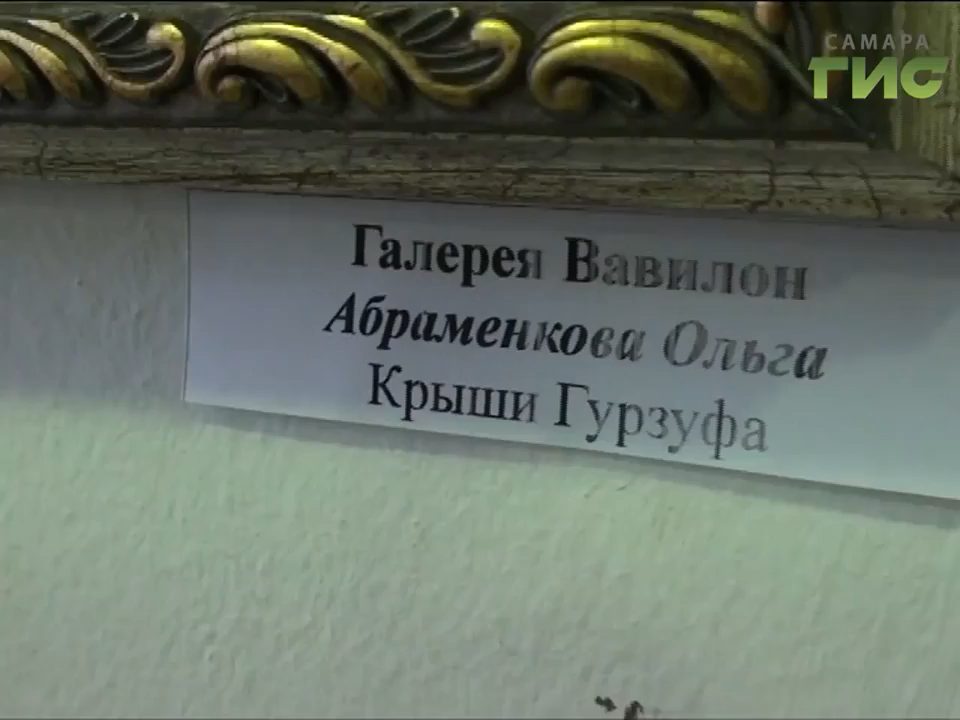 САМАРА
ГИС
Галерея Вавилон
Абраменкова Ольга
Крыши Гурзуфа